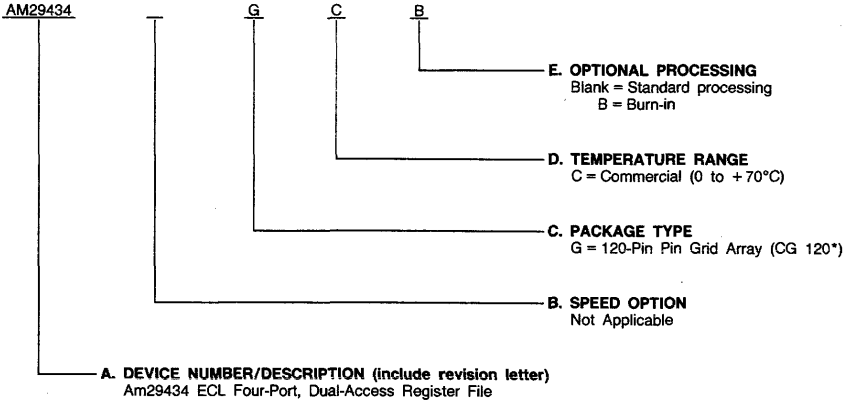 AM29434 – G C B
E. OPTIONAL PROCESSING
Blank = Standard processing
B = Burn-in
D. TEMPERATURE RANGE
C = Commercial (0 to +70°C)
C. PACKAGE TYPE
G = 120-Pin Pin Grid Array (CG 120*)
B. SPEED OPTION
Not Applicable
A. DEVICE NUMBER/DESCRIPTION (include revision letter)
Am29434 ECL Four-Port, Dual-Access Register File